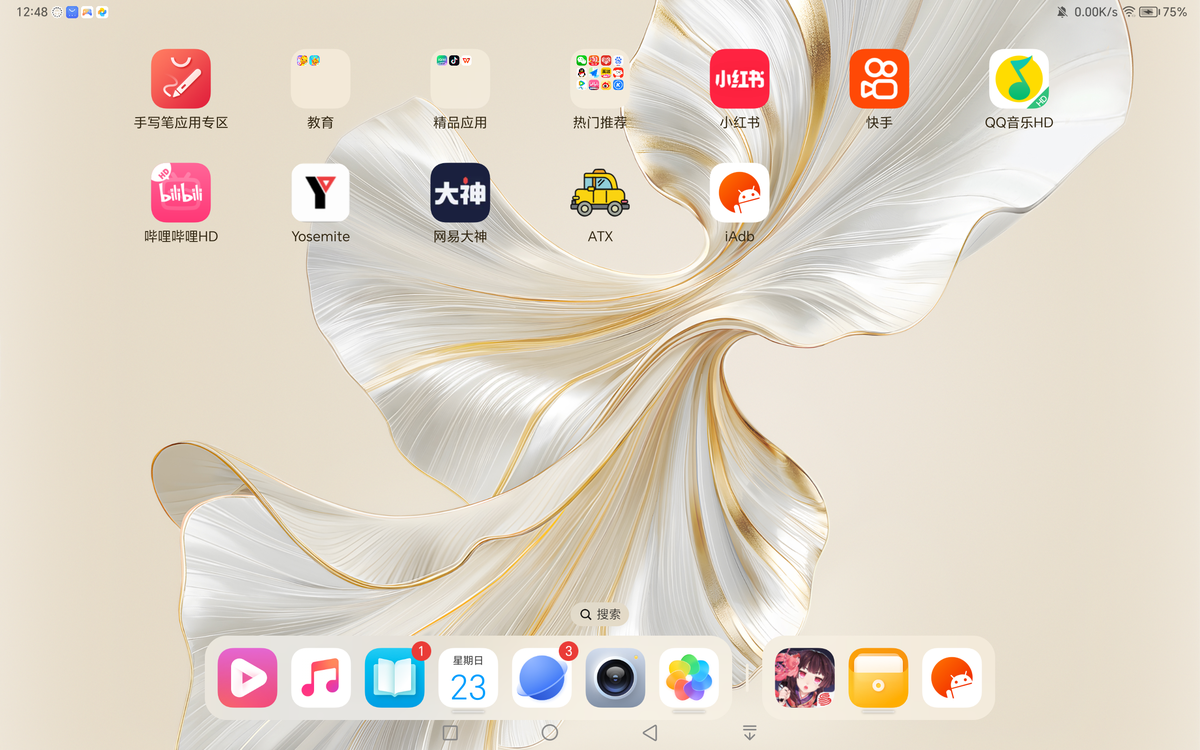 12:48
0.00K/s
75%
手写笔应用专区
教育
精品应用
热门推荐
小红书
小红书
快手
HD
QQ音乐HD
HD
bilibili
哔哩哔哩HD
Y
Yosemite
大神
网易大神
ATX
iAdb
搜索
1
星期日
23
3